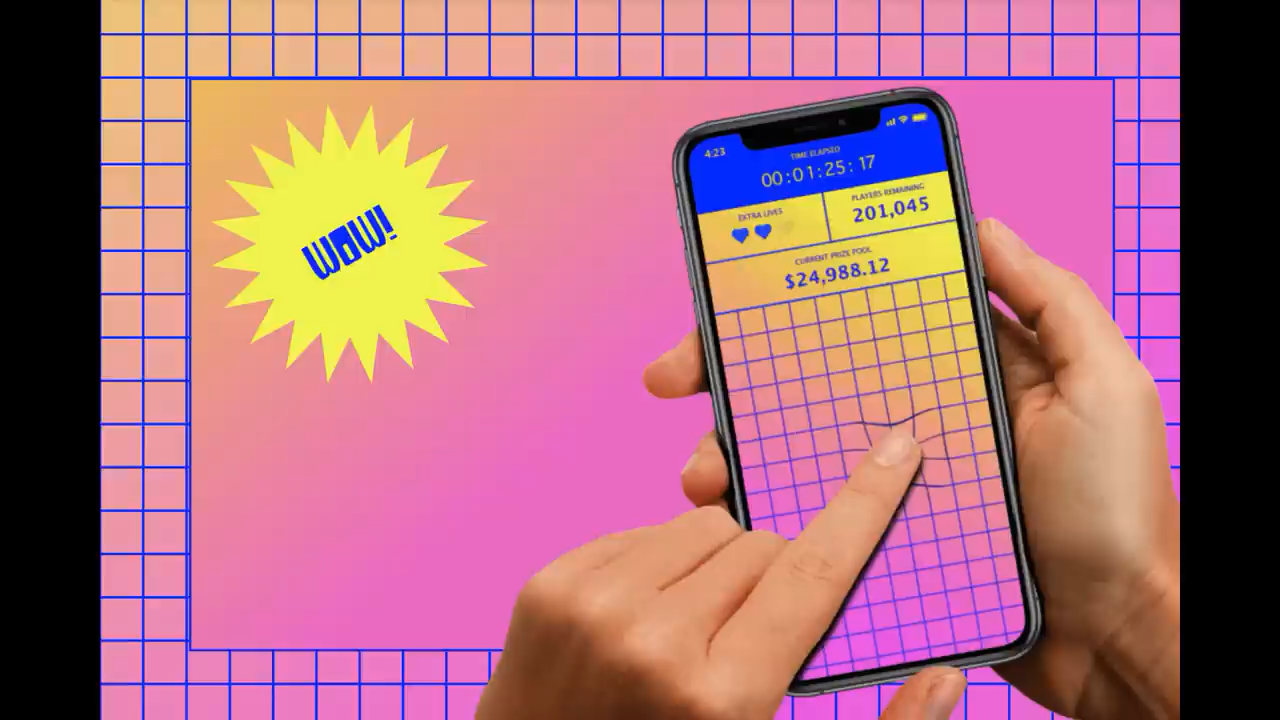 WOW!
4:23
TIME ELAPSED
00:01:25:17
EXTRA LIVES
PLAYERS REMAINING
201,045
CURRENT PRIZE POOL
$24,988.12